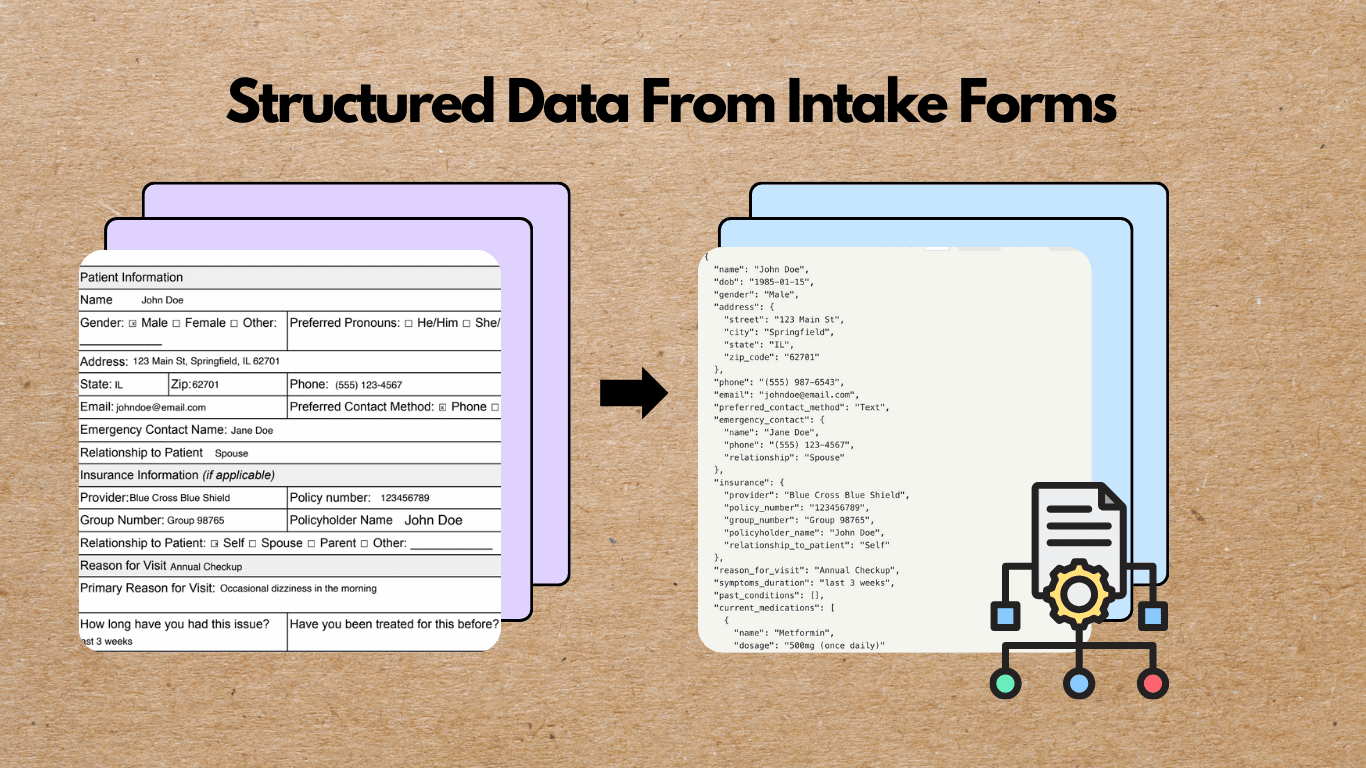 Structured Data From Intake Forms
Patient Information
Name John Doe
Gender: ☒ Male ☐ Female ☐ Other: ____________
Preferred Pronouns: ☐ He/Him ☐ She/
Address: 123 Main St, Springfield, IL 62701
State: IL Zip: 62701 Phone: (555) 123-4567
Email: johndoe@email.com Preferred Contact Method: ☒ Phone ☐
Emergency Contact Name: Jane Doe
Relationship to Patient Spouse
Insurance Information (if applicable)
Provider: Blue Cross Blue Shield Policy number: 123456789
Group Number: Group 98765 Policyholder Name John Doe
Relationship to Patient: ☒ Self ☐ Spouse ☐ Parent ☐ Other: ____________
Reason for Visit Annual Checkup
Primary Reason for Visit: Occasional dizziness in the morning
How long have you had this issue? Have you been treated for this before?
ast 3 weeks
{
"name": "John Doe",
"dob": "1985-01-15",
"gender": "Male",
"address": {
"street": "123 Main St",
"city": "Springfield",
"state": "IL",
"zip_code": "62701"
},
"phone": "(555) 987-6543",
"email": "johndoe@email.com",
"preferred_contact_method": "Text",
"emergency_contact": {
"name": "Jane Doe",
"phone": "(555) 123-4567",
"relationship": "Spouse"
},
"insurance": {
"provider": "Blue Cross Blue Shield",
"policy_number": "123456789",
"group_number": "Group 98765",
"policyholder_name": "John Doe",
"relationship_to_patient": "Self"
},
"reason_for_visit": "Annual Checkup",
"symptoms_duration": "last 3 weeks",
"past_conditions": [],
"current_medications": [
{
"name": "Metformin",
"dosage": "500mg (once daily)"